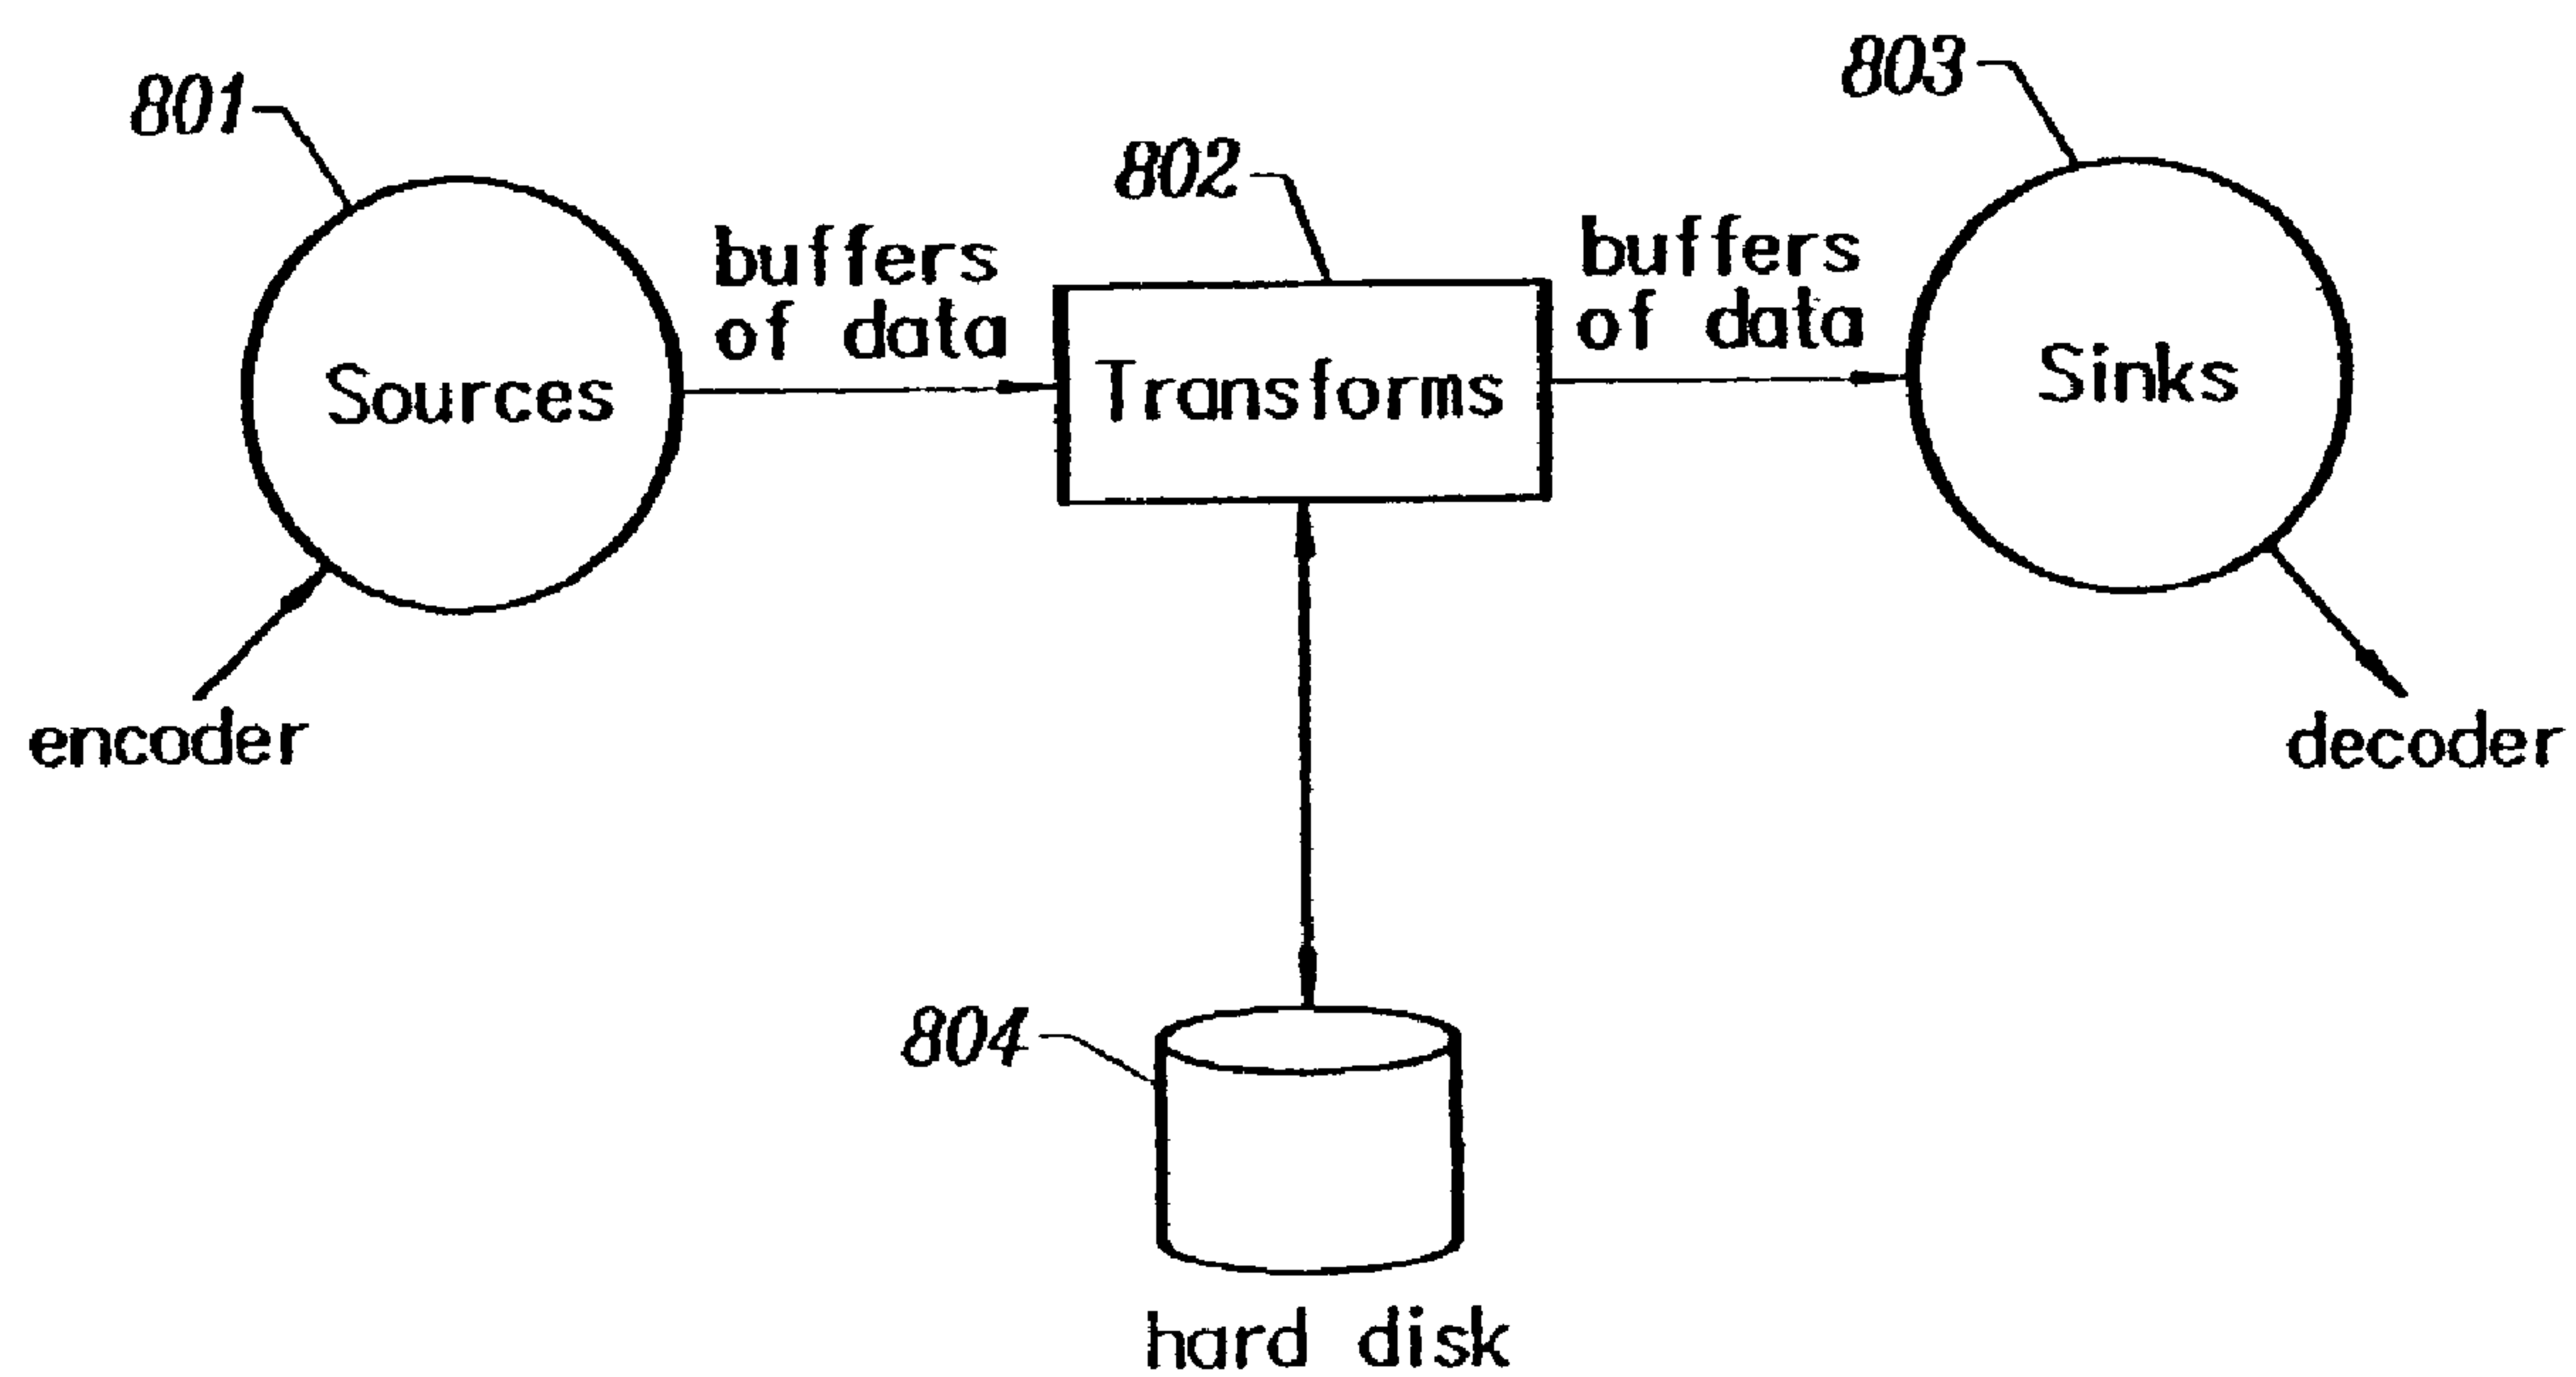 801
802
803
buffers
of data
buffers
of data
Sources
Transforms
Sinks
encoder
decoder
804
hard disk